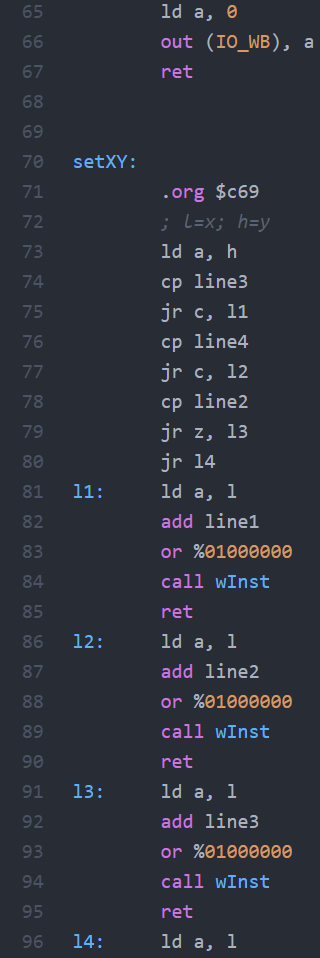 65 ld a, 0
66 out (IO_WB), a
67 ret
68
69
70 setXY:
71 .org $c69
72 ; l=x; h=y
73 ld a, h
74 cp line3
75 jr c, l1
76 cp line4
77 jr c, l2
78 cp line2
79 jr z, l3
80 jr l4
81 l1: ld a, l
82 add line1
83 or %01000000
84 call wInst
85 ret
86 l2: ld a, l
87 add line2
88 or %01000000
89 call wInst
90 ret
91 l3: ld a, l
92 add line3
93 or %01000000
94 call wInst
95 ret
96 l4: ld a, l